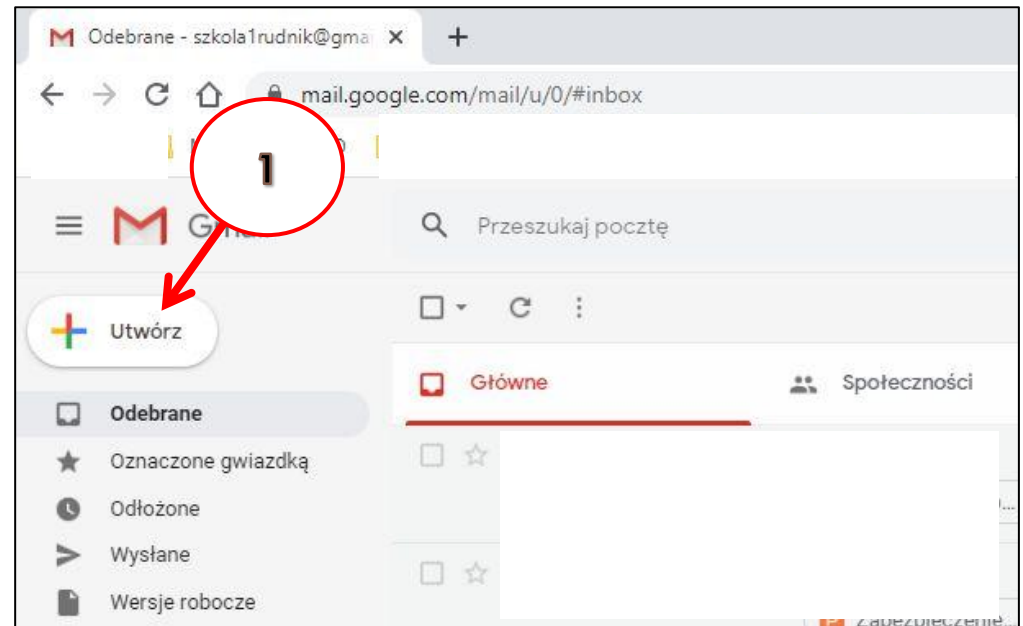 Odebrane - szkola1rudnik@gma
mail.google.com/mail/u/0/#inbox
1
Przeszukaj pocztę
Utwórz
Główne
Społeczności
Odebrane
Oznaczone gwiazdką
Odłożone
Wysłane
Wersje robocze
Zabezpieczenie...